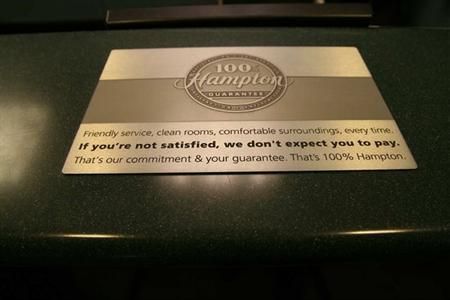 100%
Hampton
GUARANTEE
Friendly service, clean rooms, comfortable surroundings, every time.
If you're not satisfied, we don't expect you to pay.
That's our commitment & your guarantee. That's 100% Hampton.